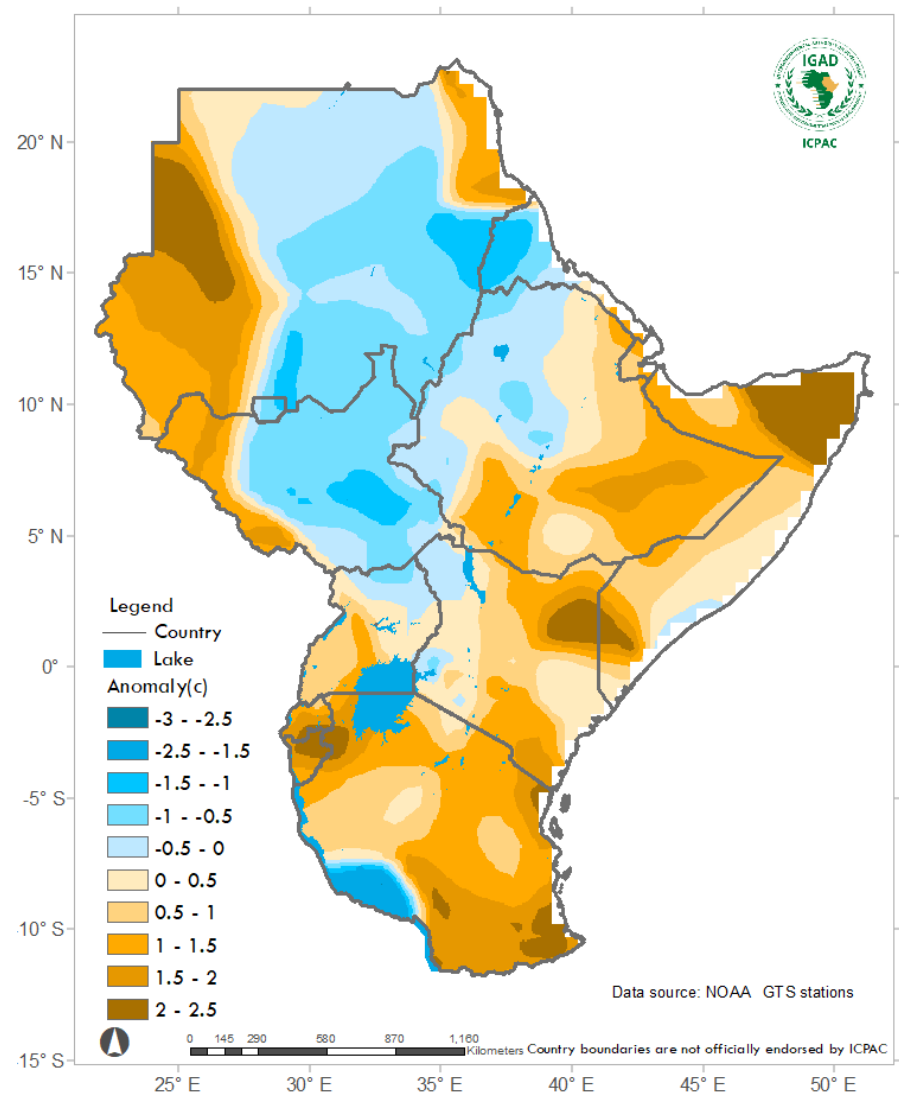 IGAD
ICPAC
20° N
15° N
10° N
5° N
0°
-5° S
-10° S
-15° S
Legend
Country
Lake
Anomaly(c)
-3 - -2.5
-2.5 - -1.5
-1.5 - -1
-1 - -0.5
-0.5 - 0
0 - 0.5
0.5 - 1
1 - 1.5
1.5 - 2
2 - 2.5
Data source: NOAA GTS stations
0 145 290 580 870 1,160
Kilometers
Country boundaries are not officially endorsed by ICPAC
25° E 30° E 35° E 40° E 45° E 50° E